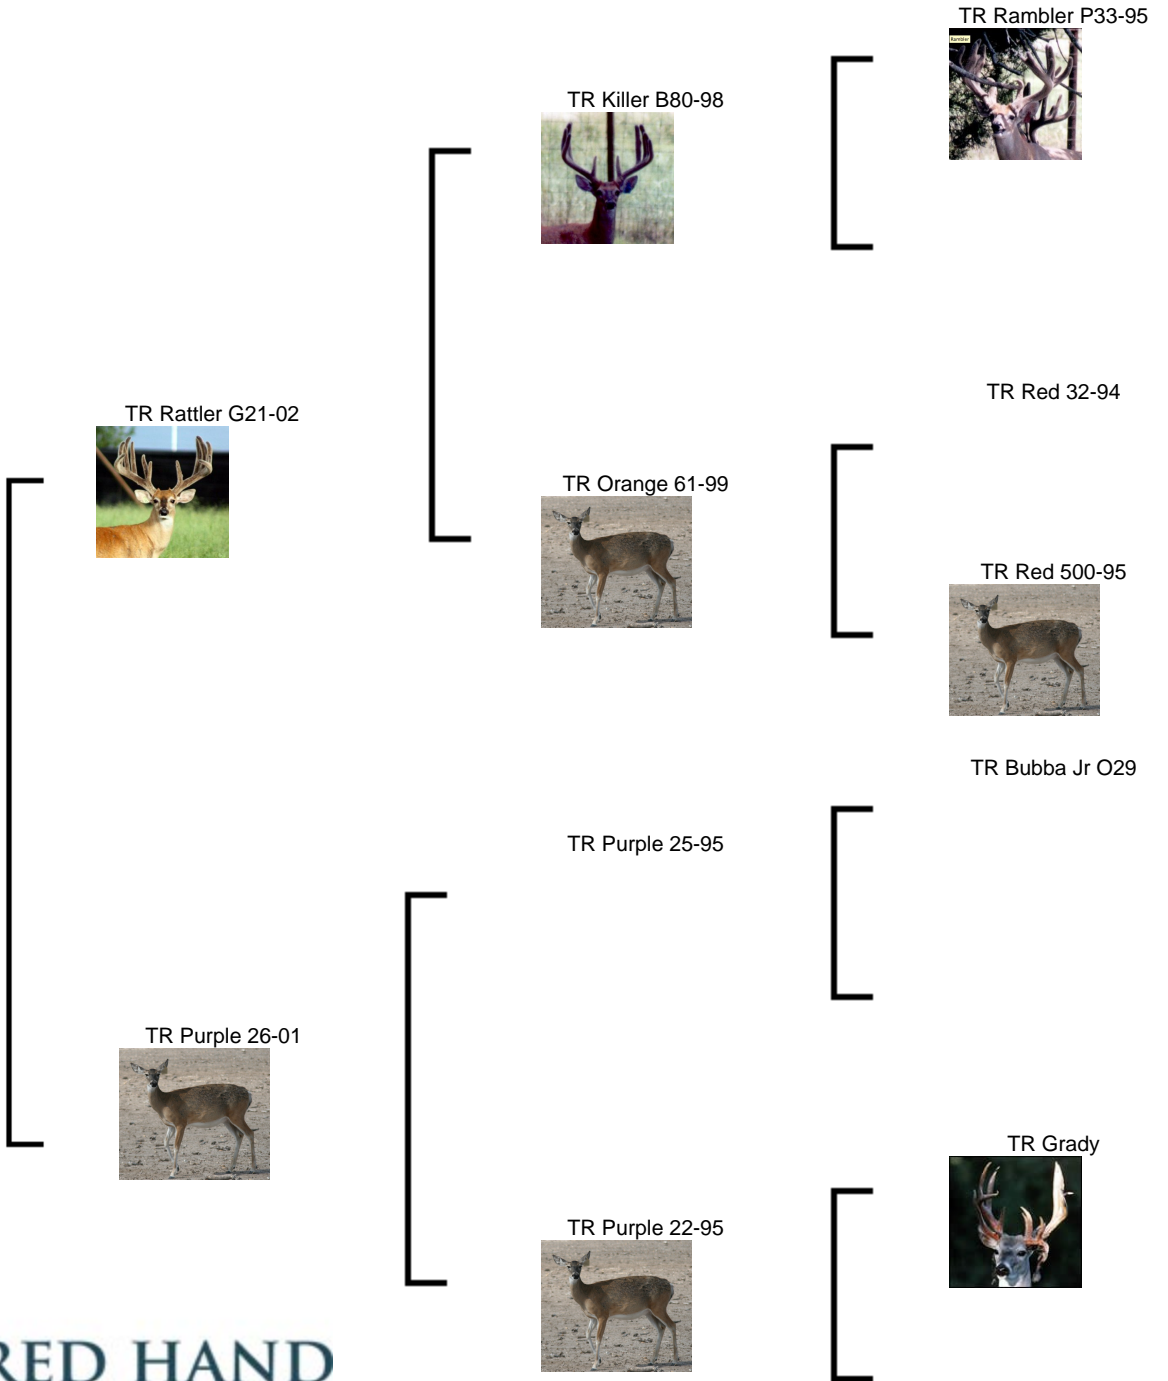 TR Rambler P33-95
Rambler
TR Killer B80-98
TR Red 32-94
TR Rattler G21-02
TR Orange 61-99
TR Red 500-95
TR Bubba Jr O29
TR Purple 25-95
TR Purple 26-01
TR Grady
TR Purple 22-95
RED HAND